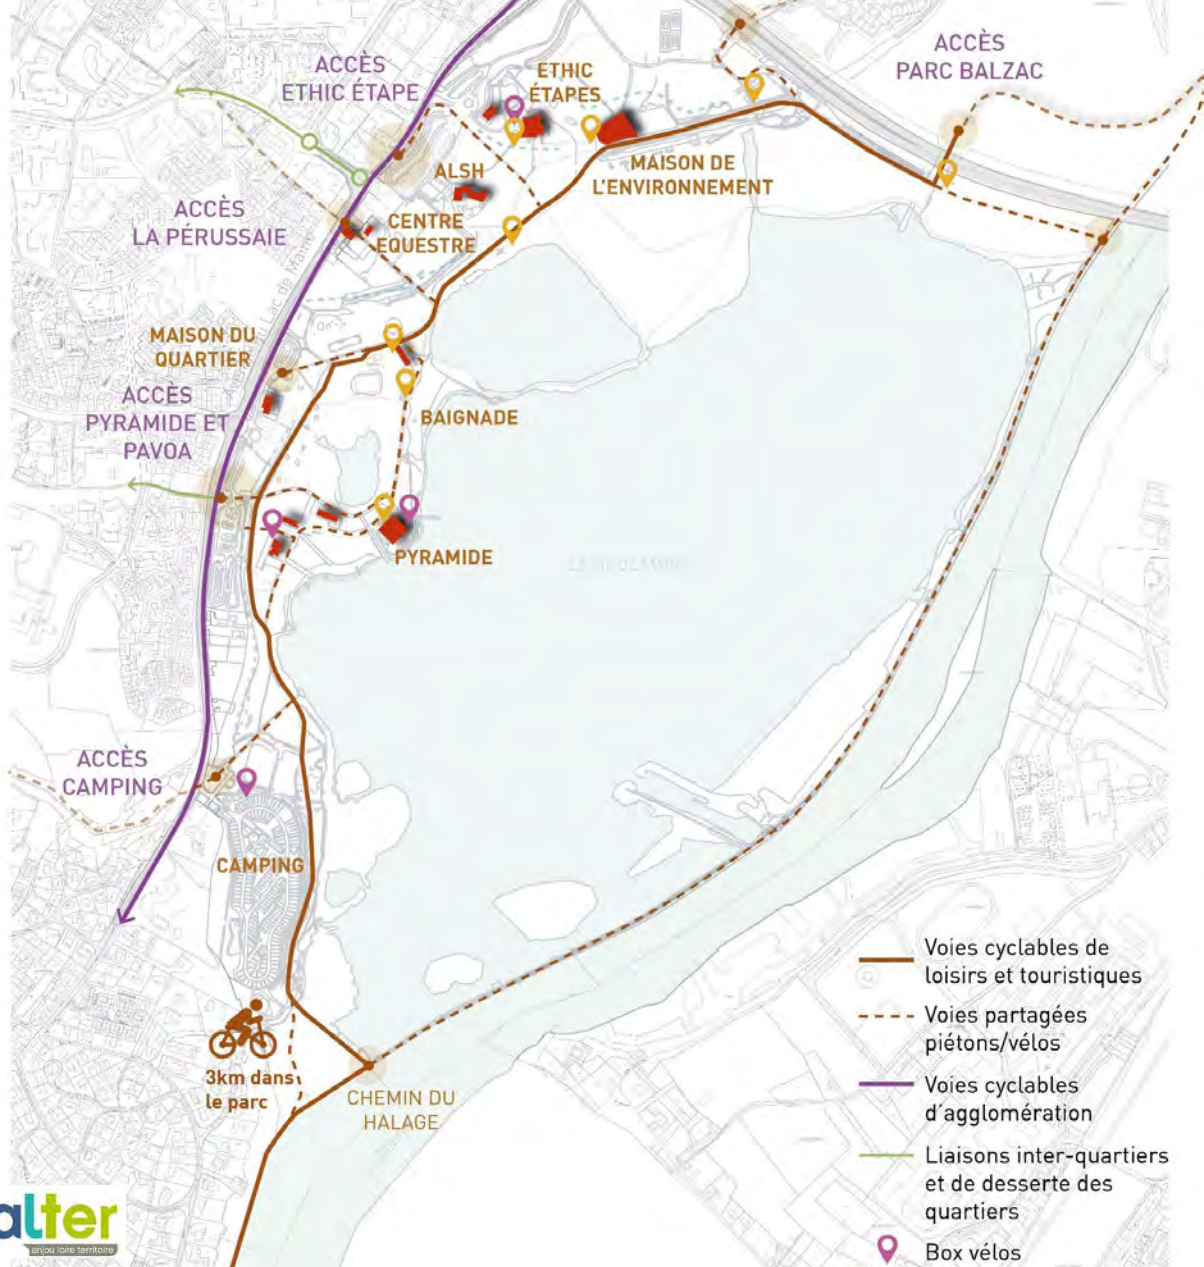 ACCÈS
ETHIC ÉTAPE
ETHIC
ÉTAPES
ACCÈS
PARC BALZAC
ALSH
MAISON DE
L'ENVIRONNEMENT
ACCÈS
LA PÉRUSSAIE
CENTRE
EQUESTRE
Lac de Maine
MAISON DU
QUARTIER
ACCÈS
PYRAMIDE ET
PAVOA
BAIGNADE
PYRAMIDE
ACCÈS
CAMPING
CAMPING
3km dans
le parc
CHEMIN DU
HALAGE
Voies cyclables de
loisirs et touristiques
Voies partagées
piétons/vélos
Voies cyclables
d'agglomération
Liaisons inter-quartiers
et de desserte des
quartiers
Box vélos
alter
anjou loire territoire